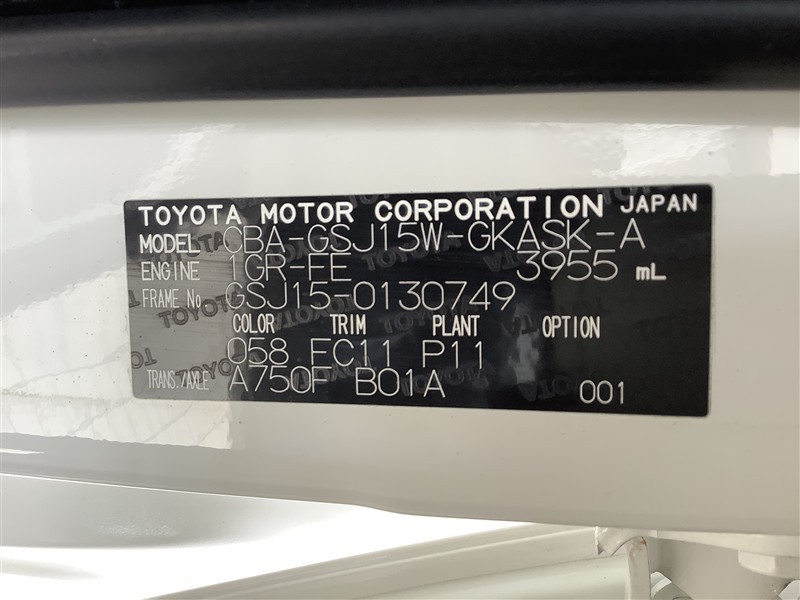 TOYOTA MOTOR CORPORATION JAPAN
MODEL CBA-GSJ15W-GKASK-A
ENGINE 1GR-FE 3955 mL
FRAME No. GSJ15-0130749
COLOR TRIM PLANT OPTION
058 FC11 P11
TRANS./AXLE A750F B01A 001